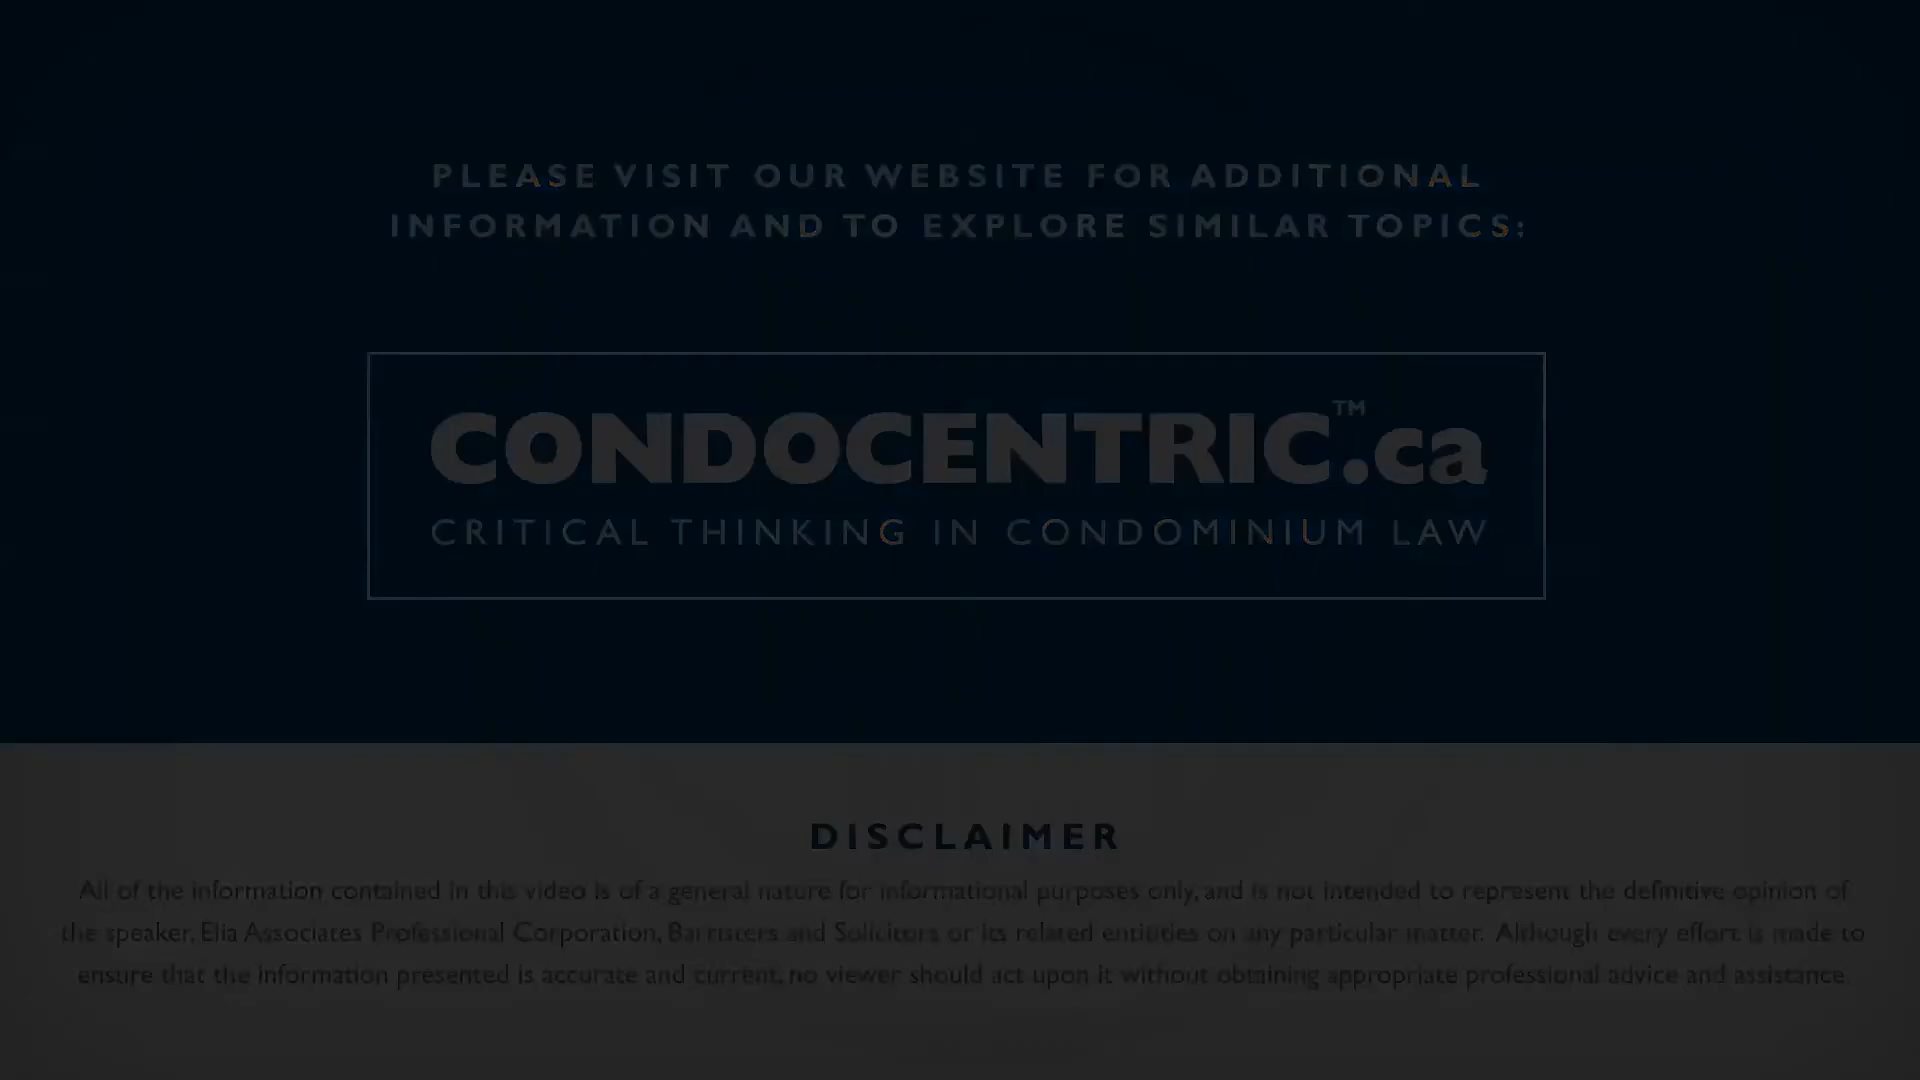 PLEASE VISIT OUR WEBSITE FOR ADDITIONAL
INFORMATION AND TO EXPLORE SIMILAR TOPICS:
CONDOCENTRIC™.ca
CRITICAL THINKING IN CONDOMINIUM LAW
DISCLAIMER
All of the information contained in this video is of a general nature for informational purposes only, and is not intended to represent the definitive opinion of
the speaker, Elia Associates Professional Corporation, Barristers and Solicitors or its related entities on any particular matter. Although every effort is made to
ensure that the information presented is accurate and current, no viewer should act upon it without obtaining appropriate professional advice and assistance.